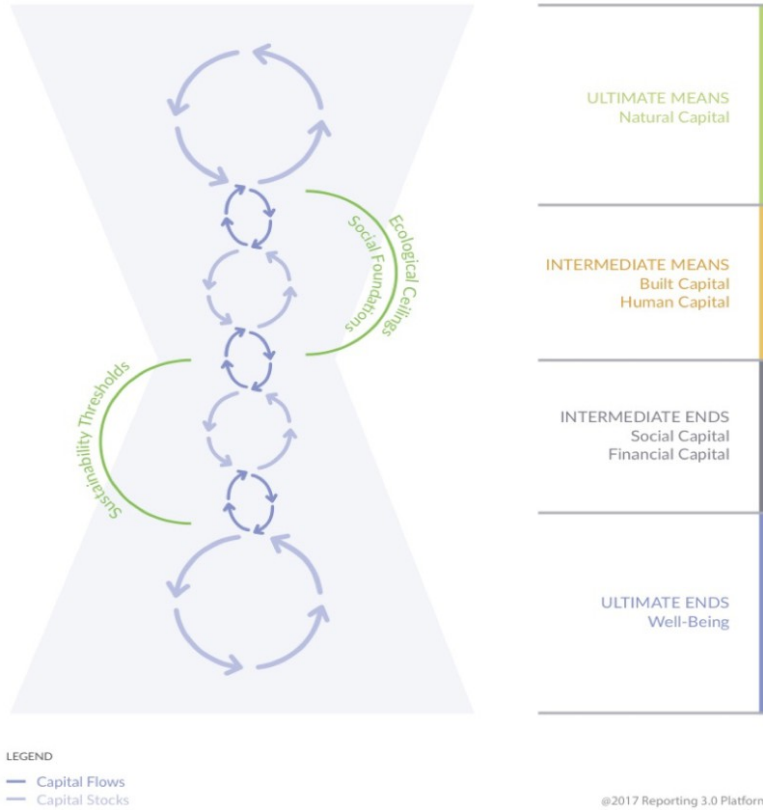 ULTIMATE MEANS
Natural Capital
Ecological Ceilings
Social Foundations
INTERMEDIATE MEANS
Built Capital
Human Capital
Sustainability Thresholds
INTERMEDIATE ENDS
Social Capital
Financial Capital
ULTIMATE ENDS
Well-Being
LEGEND
Capital Flows
Capital Stocks
@2017 Reporting 3.0 Platform